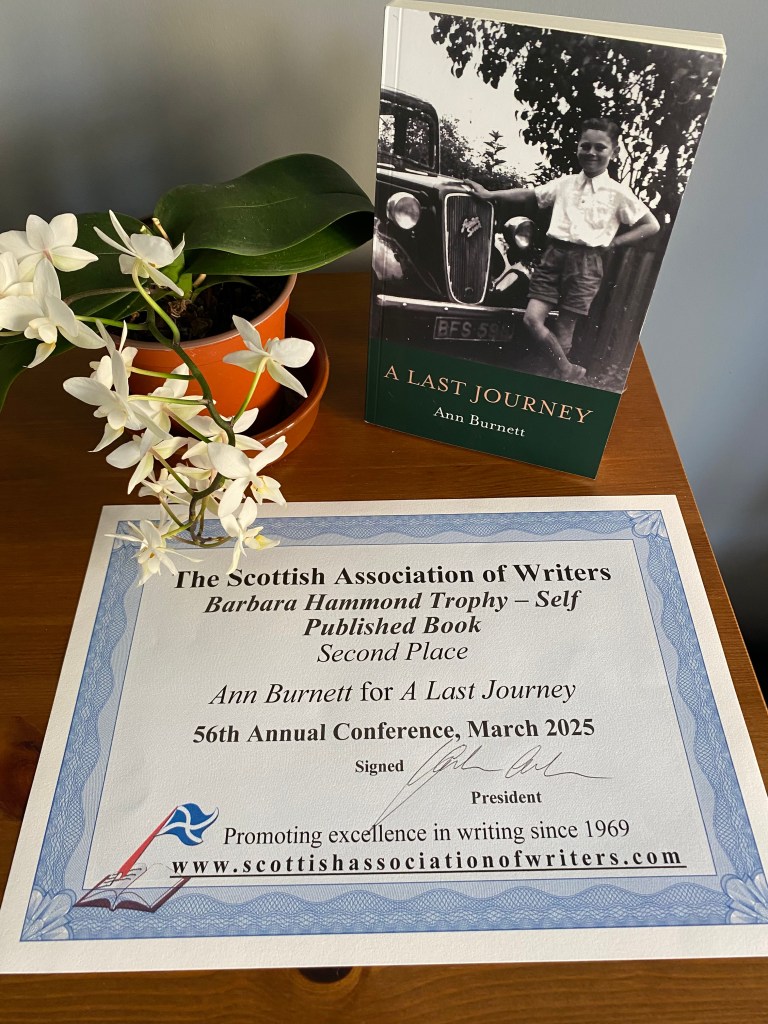 BFS 59
A LAST JOURNEY
Ann Burnett
The Scottish Association of Writers
Barbara Hammond Trophy – Self
Published Book
Second Place
Ann Burnett for A Last Journey
56th Annual Conference, March 2025
Signed
President
Promoting excellence in writing since 1969
www.scottishassociationofwriters.com